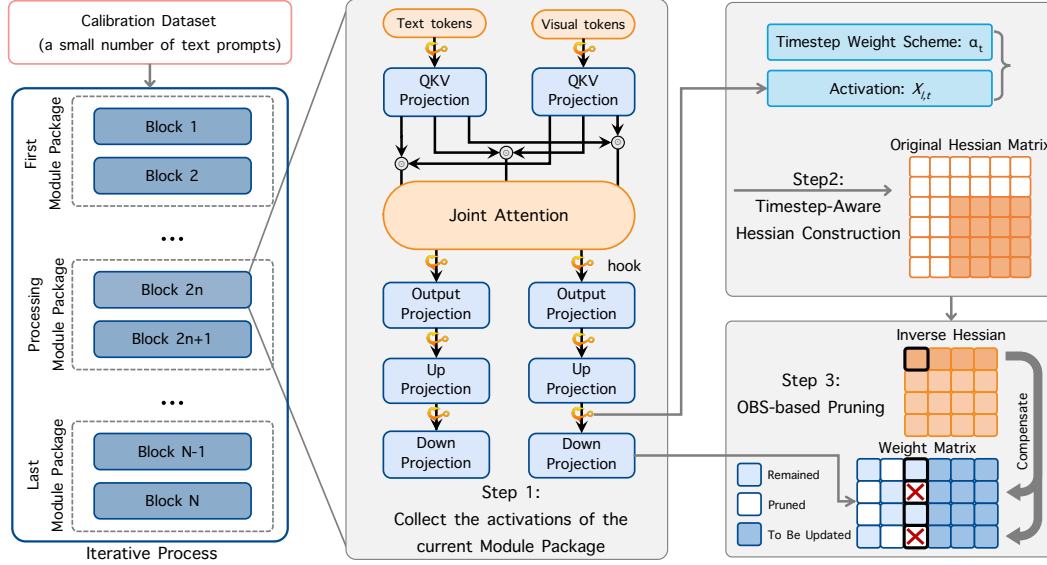 Calibration Dataset
(a small number of text prompts)
First
Module Package
Block 1
Block 2
...
Processing
Module Package
Block 2n
Block 2n+1
...
Last
Module Package
Block N-1
Block N
Iterative Process
Text tokens
Visual tokens
QKV
Projection
QKV
Projection
Joint Attention
hook
Output
Projection
Output
Projection
Up
Projection
Up
Projection
Down
Projection
Down
Projection
Step 1:
Collect the activations of the
current Module Package
Timestep Weight Scheme: α_t
Activation: X_{l,t}
Original Hessian Matrix
Step2:
Timestep-Aware
Hessian Construction
Inverse Hessian
Step 3:
OBS-based Pruning
Compensate
Weight Matrix
Remained
Pruned
To Be Updated